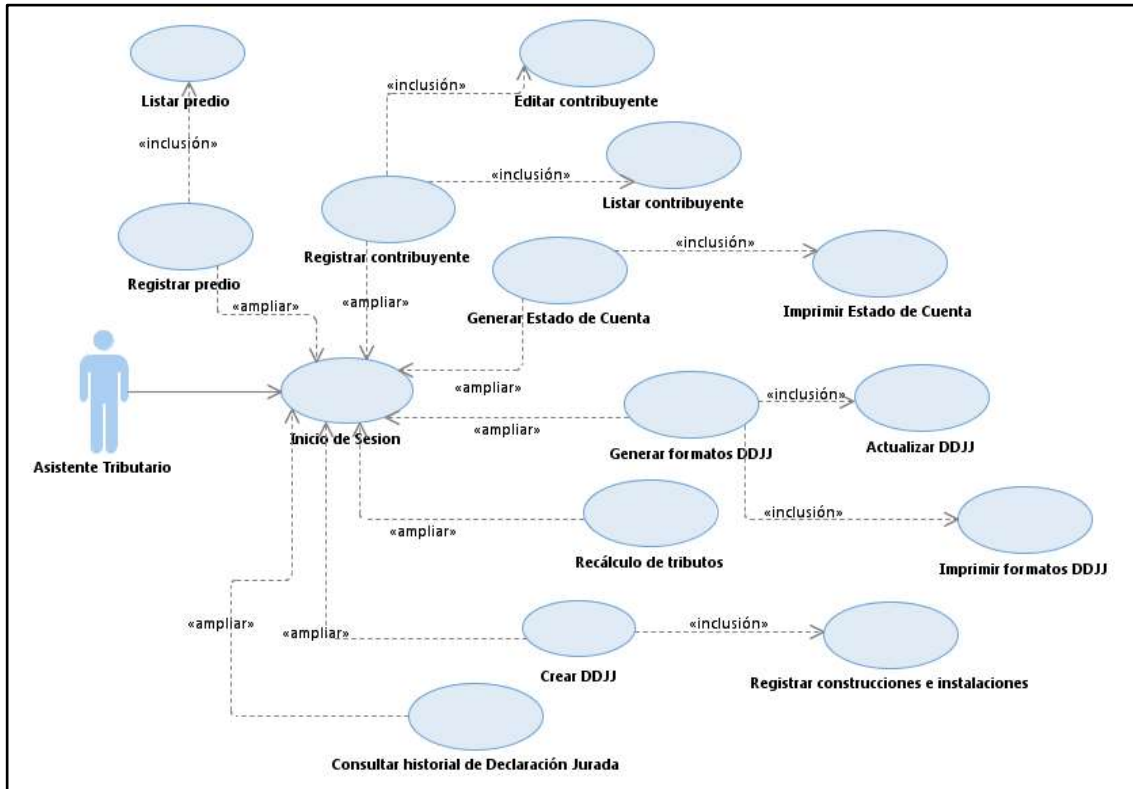 Listar predio
«inclusión»
Registrar predio
«ampliar»
«inclusión»
Editar contribuyente
«inclusión»
Listar contribuyente
Registrar contribuyente
«ampliar»
«inclusión»
Generar Estado de Cuenta
Imprimir Estado de Cuenta
«ampliar»
Asistente Tributario
Inicio de Sesion
«ampliar»
Generar formatos DDJJ
«inclusión»
Actualizar DDJJ
«inclusión»
Imprimir formatos DDJJ
«ampliar»
Recálculo de tributos
«ampliar»
«ampliar»
Crear DDJJ
«inclusión»
Registrar construcciones e instalaciones
Consultar historial de Declaración Jurada